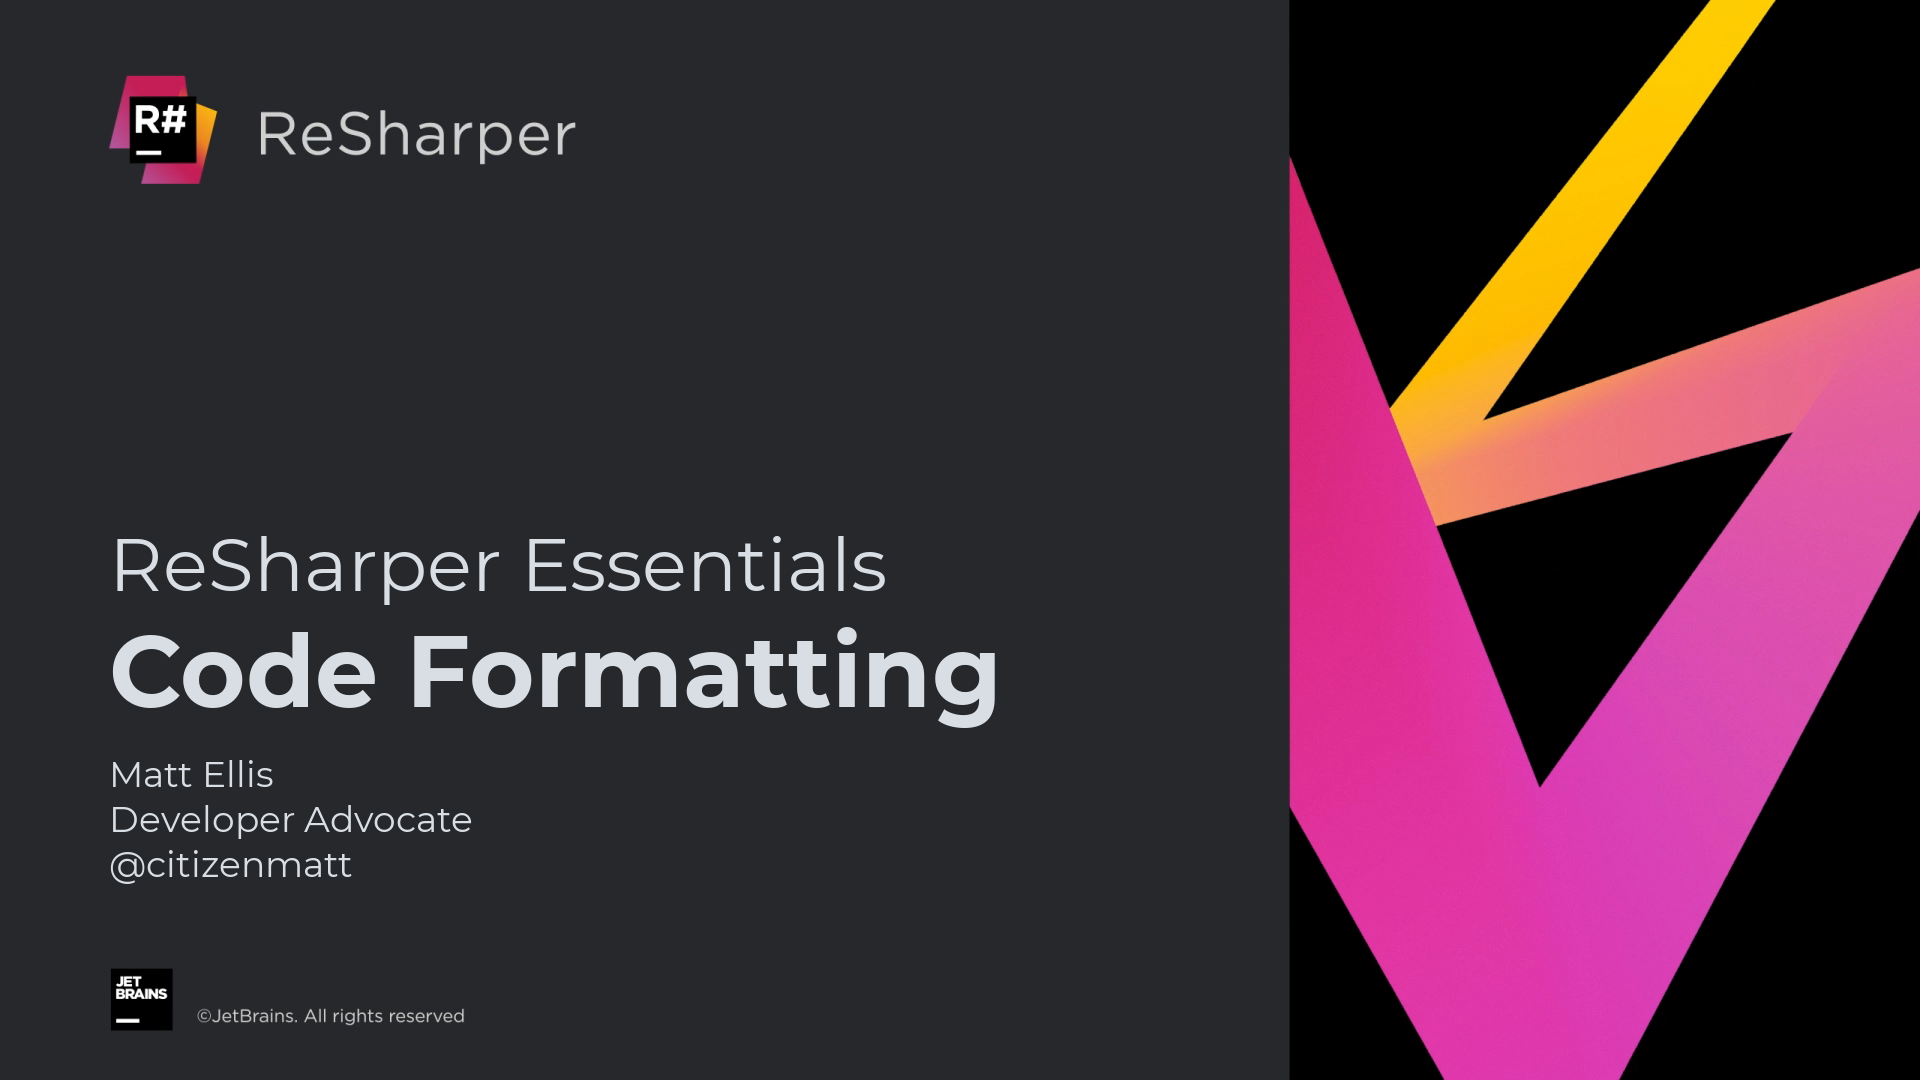 R#
ReSharper
ReSharper Essentials
Code Formatting
Matt Ellis
Developer Advocate
@citizenmatt
JET
BRAINS
©JetBrains. All rights reserved